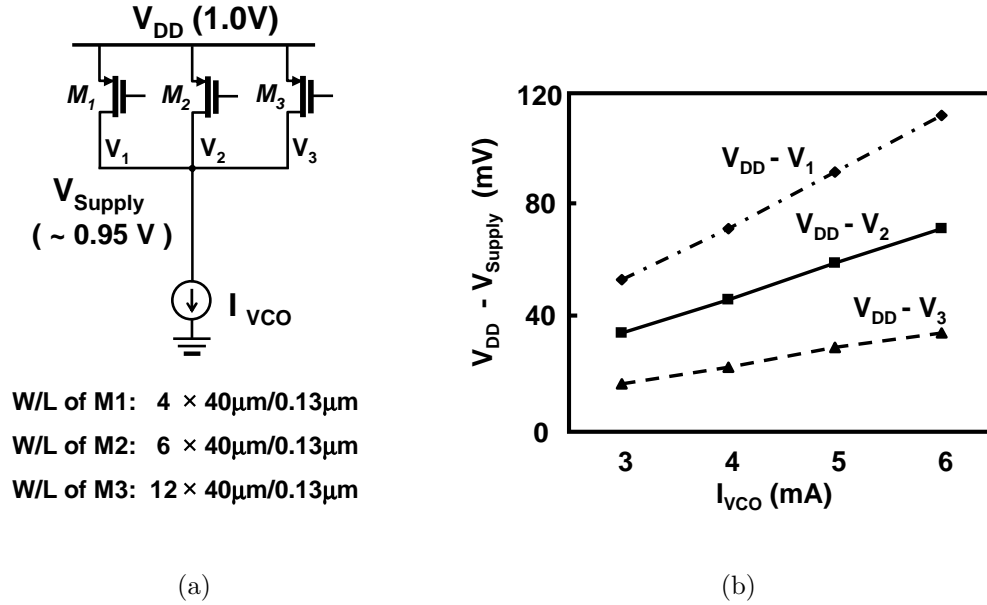 V_DD (1.0V)
M_1 M_2 M_3
V_1 V_2 V_3
V_Supply
( ~ 0.95 V )
I_VCO
W/L of M1: 4 × 40μm/0.13μm
W/L of M2: 6 × 40μm/0.13μm
W/L of M3: 12 × 40μm/0.13μm
(a)
V_DD - V_Supply (mV)
120
80
40
0
V_DD - V_1
V_DD - V_2
V_DD - V_3
3 4 5 6
I_VCO (mA)
(b)